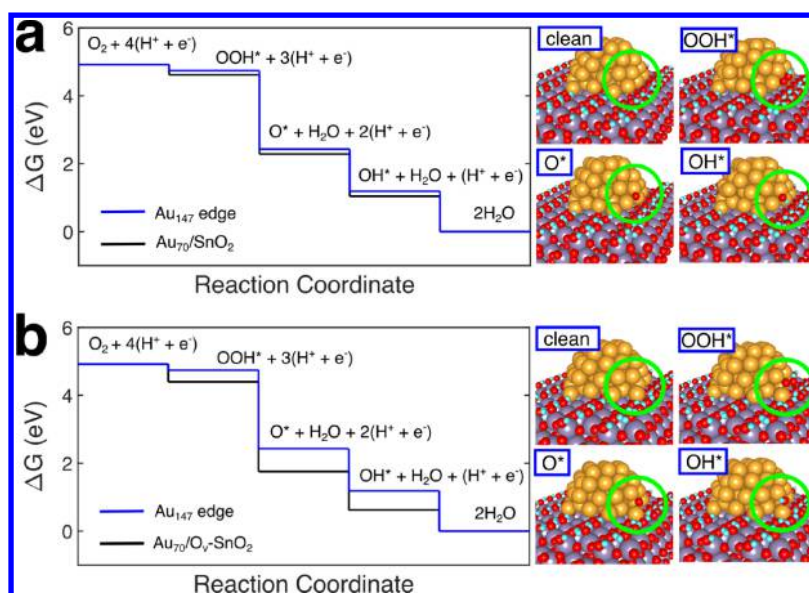 a
6
4
2
0
ΔG (eV)
O₂ + 4(H⁺ + e⁻)
OOH* + 3(H⁺ + e⁻)
O* + H₂O + 2(H⁺ + e⁻)
OH* + H₂O + (H⁺ + e⁻)
2H₂O
Au₁₄₇ edge
Au₇₀/SnO₂
Reaction Coordinate
clean
OOH*
O*
OH*
b
6
4
2
0
ΔG (eV)
O₂ + 4(H⁺ + e⁻)
OOH* + 3(H⁺ + e⁻)
O* + H₂O + 2(H⁺ + e⁻)
OH* + H₂O + (H⁺ + e⁻)
2H₂O
Au₁₄₇ edge
Au₇₀/Oᵥ-SnO₂
Reaction Coordinate
clean
OOH*
O*
OH*